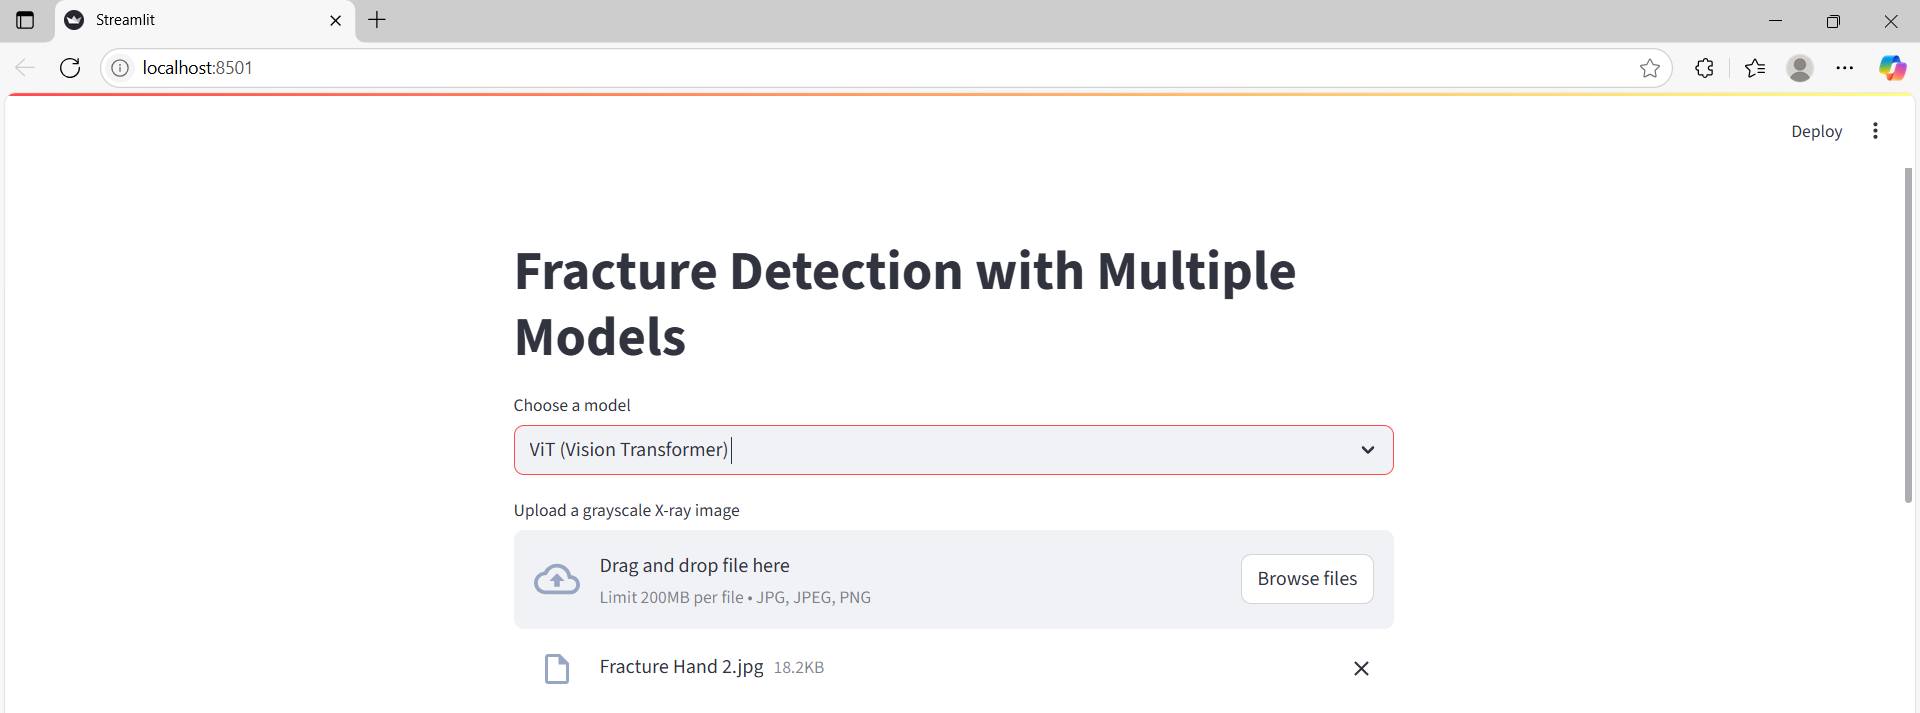 Streamlit
localhost:8501
Deploy
Fracture Detection with Multiple
Models
Choose a model
ViT (Vision Transformer)
Upload a grayscale X-ray image
Drag and drop file here
Limit 200MB per file • JPG, JPEG, PNG
Browse files
Fracture Hand 2.jpg 18.2KB